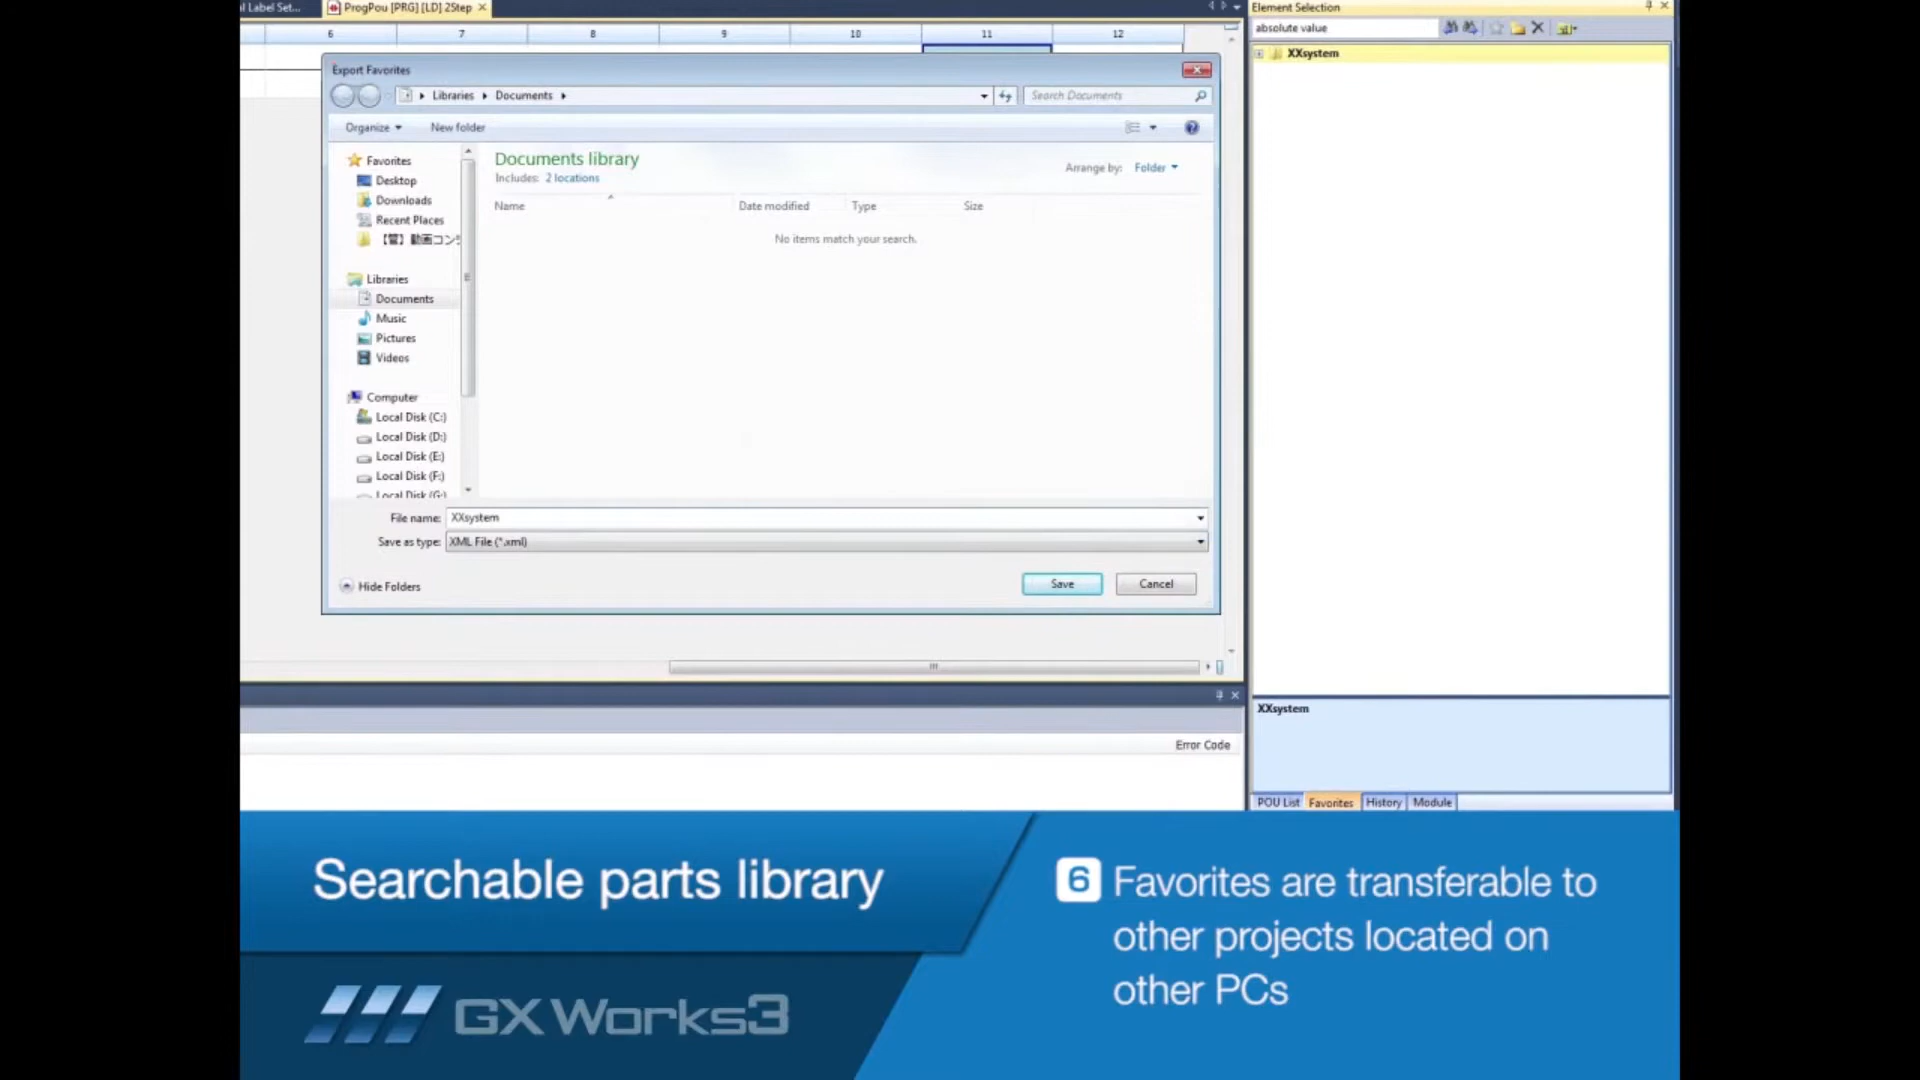 al Label Set...
ProgPou [PRG] [LD] 2Step
6 7 8 9 10 11 12
Export Favorites
Libraries Documents
Search Documents
Organize New folder
Favorites
Desktop
Downloads
Recent Places
Libraries
Documents
Music
Pictures
Videos
Computer
Local Disk (C:)
Local Disk (D:)
Local Disk (E:)
Local Disk (F:)
Local Disk (G:)
Documents library
Includes: 2 locations
Arrange by: Folder
Name Date modified Type Size
No items match your search.
File name: XXsystem
Save as type: XML File (*.xml)
Hide Folders
Save Cancel
Error Code
Element Selection
absolute value
XXsystem
XXsystem
POU List Favorites History Module
Searchable parts library
GX Works3
6 Favorites are transferable to
other projects located on
other PCs